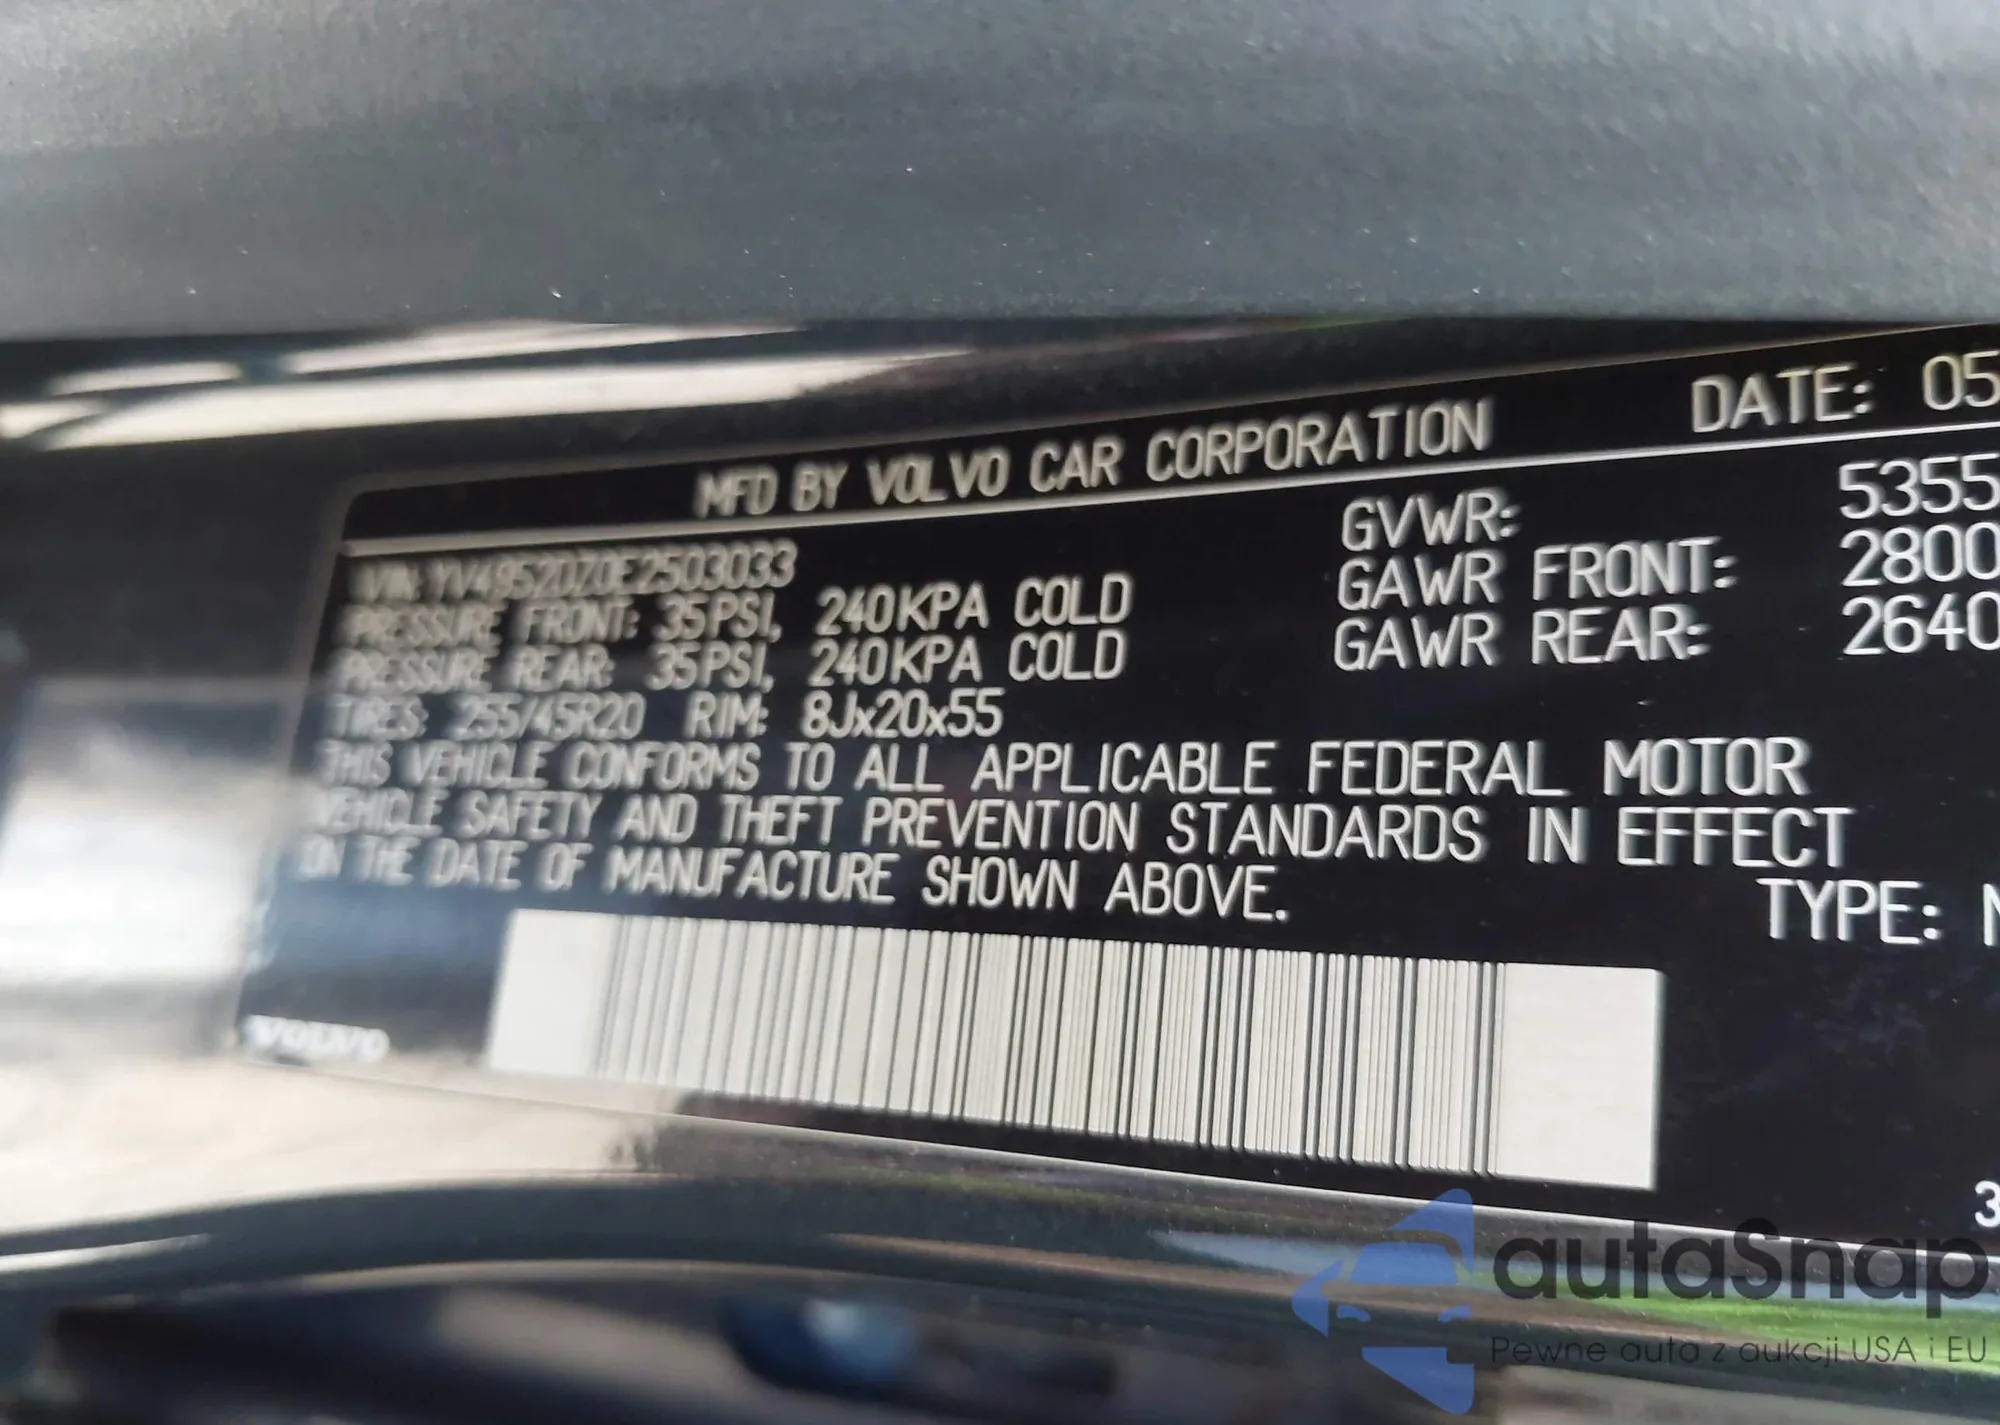 MFD BY VOLVO CAR CORPORATION DATE: 05
VIN: YV4952DZ0E2503033 GVWR: 5355
PRESSURE FRONT: 35PSI, 240KPA COLD GAWR FRONT: 2800
PRESSURE REAR: 35PSI, 240KPA COLD GAWR REAR: 2640
TIRES: 255/45R20 RIM: 8Jx20x55
THIS VEHICLE CONFORMS TO ALL APPLICABLE FEDERAL MOTOR
VEHICLE SAFETY AND THEFT PREVENTION STANDARDS IN EFFECT
ON THE DATE OF MANUFACTURE SHOWN ABOVE.
TYPE:
VOLVO
3
autaSnap
Pewne auta z aukcji USA i EU